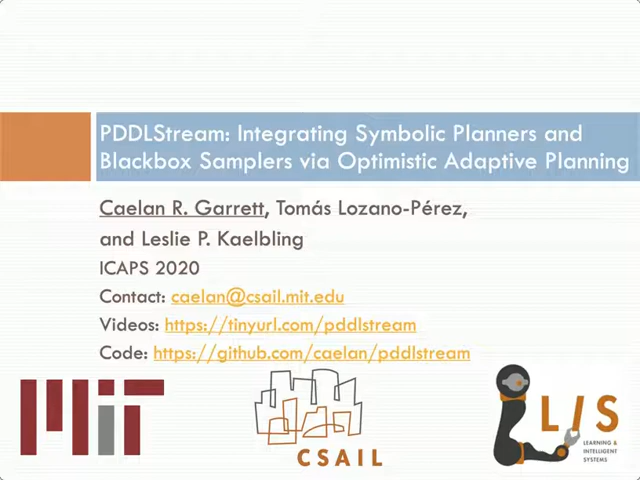 PDDLStream: Integrating Symbolic Planners and
Blackbox Samplers via Optimistic Adaptive Planning
Caelan R. Garrett, Tomás Lozano-Pérez,
and Leslie P. Kaelbling
ICAPS 2020
Contact: caelan@csail.mit.edu
Videos: https://tinyurl.com/pddlstream
Code: https://github.com/caelan/pddlstream
MIT
CSAIL
LIS
LEARNING &
INTELLIGENT
SYSTEMS